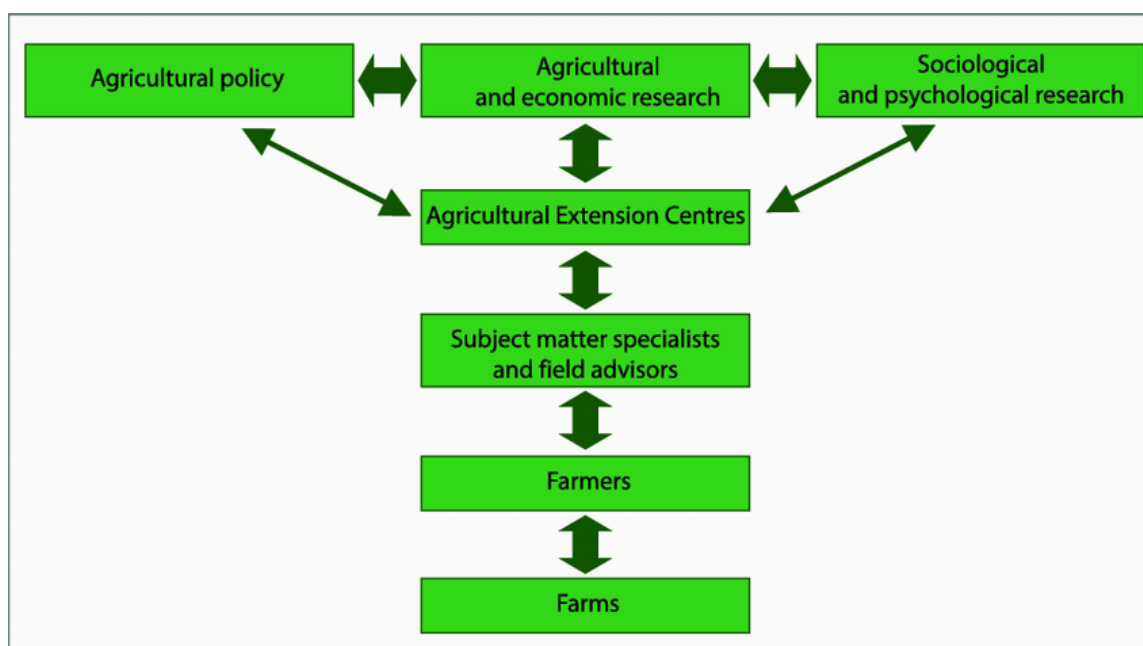 Agricultural policy
Agricultural
and economic research
Sociological
and psychological research
Agricultural Extension Centres
Subject matter specialists
and field advisors
Farmers
Farms